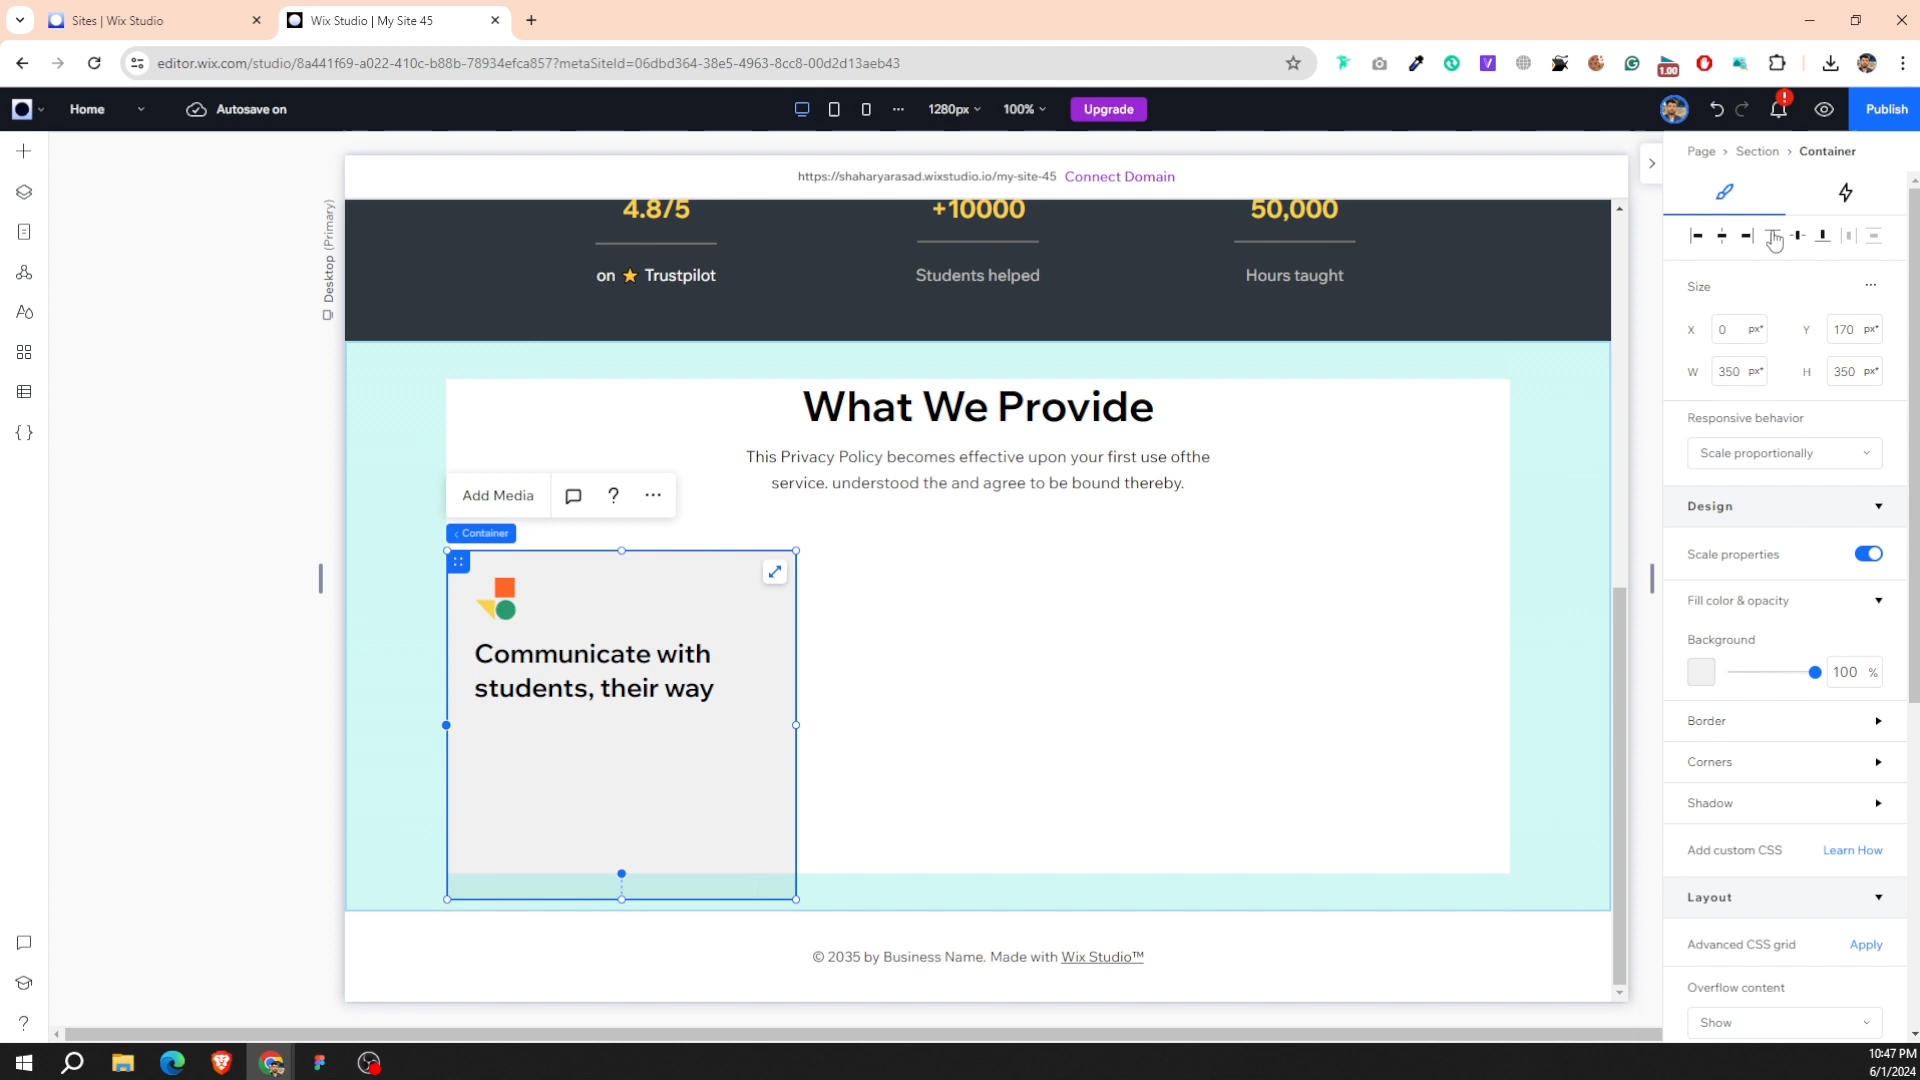 Sites | Wix Studio
Wix Studio | My Site 45
editor.wix.com/studio/8a441f69-a022-410c-b88b-78934efca857?metaSiteId=06dbd364-38e5-4963-8cc8-00d2d13aeb43
1.00
Home
Autosave on
1280px
100%
Upgrade
Publish
https://shaharyarasad.wixstudio.io/my-site-45 Connect Domain
Desktop (Primary)
4.8/5
+10000
50,000
on ⭐ Trustpilot
Students helped
Hours taught
What We Provide
This Privacy Policy becomes effective upon your first use ofthe
service. understood the and agree to be bound thereby.
Add Media
?
< Container
Communicate with
students, their way
© 2035 by Business Name. Made with Wix Studio™
Page > Section > Container
Size
X 0 px* Y 170 px*
W 350 px* H 350 px*
Responsive behavior
Scale proportionally
Design
Scale properties
Fill color & opacity
Background
100 %
Border
Corners
Shadow
Add custom CSS Learn How
Layout
Advanced CSS grid Apply
Overflow content
Show
10:47 PM
6/1/2024